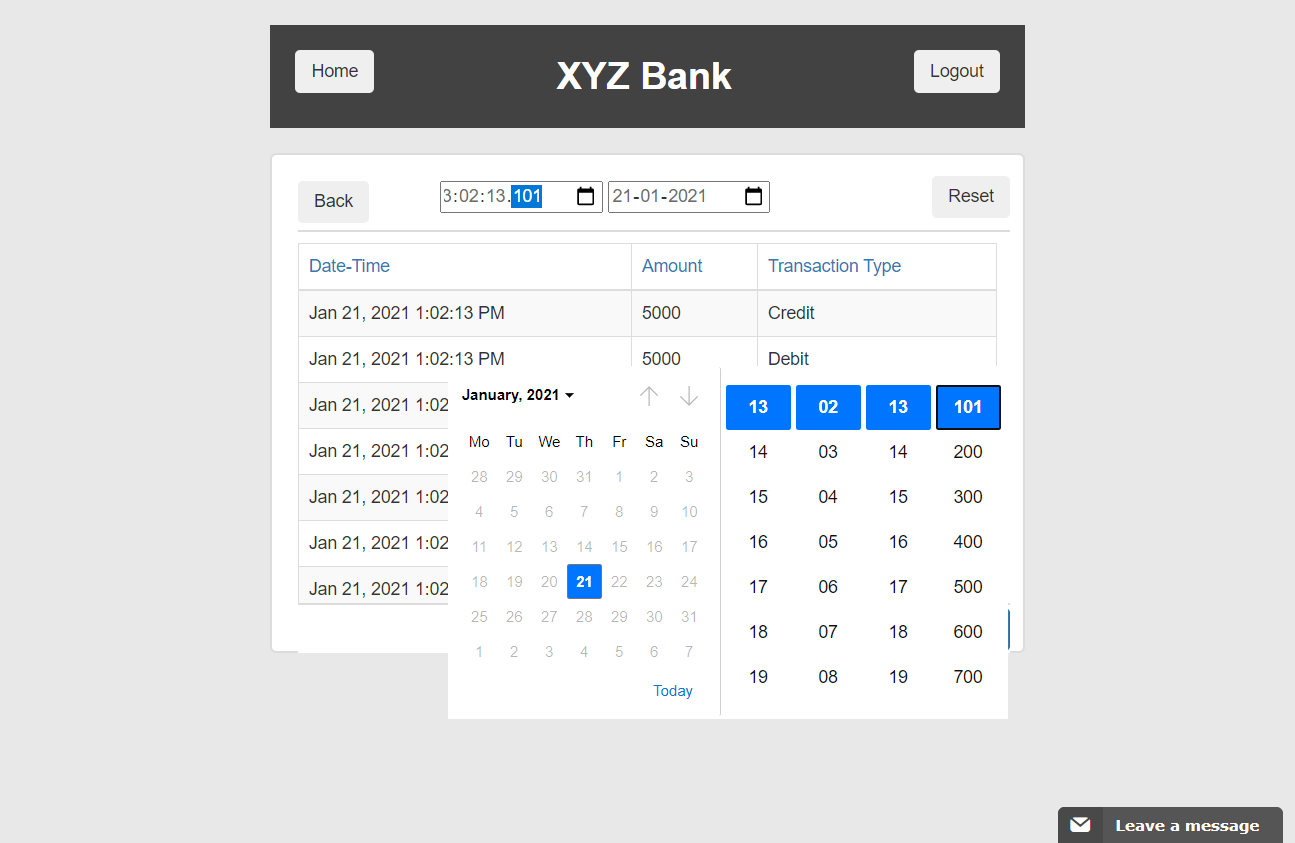 Home XYZ Bank Logout
Back 3:02:13.101 21-01-2021 Reset
Date-Time Amount Transaction Type
Jan 21, 2021 1:02:13 PM 5000 Credit
Jan 21, 2021 1:02:13 PM 5000 Debit
Jan 21, 2021 1:02
Jan 21, 2021 1:02
Jan 21, 2021 1:02
Jan 21, 2021 1:02
Jan 21, 2021 1:02
January, 2021
Mo Tu We Th Fr Sa Su
28 29 30 31 1 2 3
4 5 6 7 8 9 10
11 12 13 14 15 16 17
18 19 20 21 22 23 24
25 26 27 28 29 30 31
1 2 3 4 5 6 7
Today
13 02 13 101
14 03 14 200
15 04 15 300
16 05 16 400
17 06 17 500
18 07 18 600
19 08 19 700
Leave a message